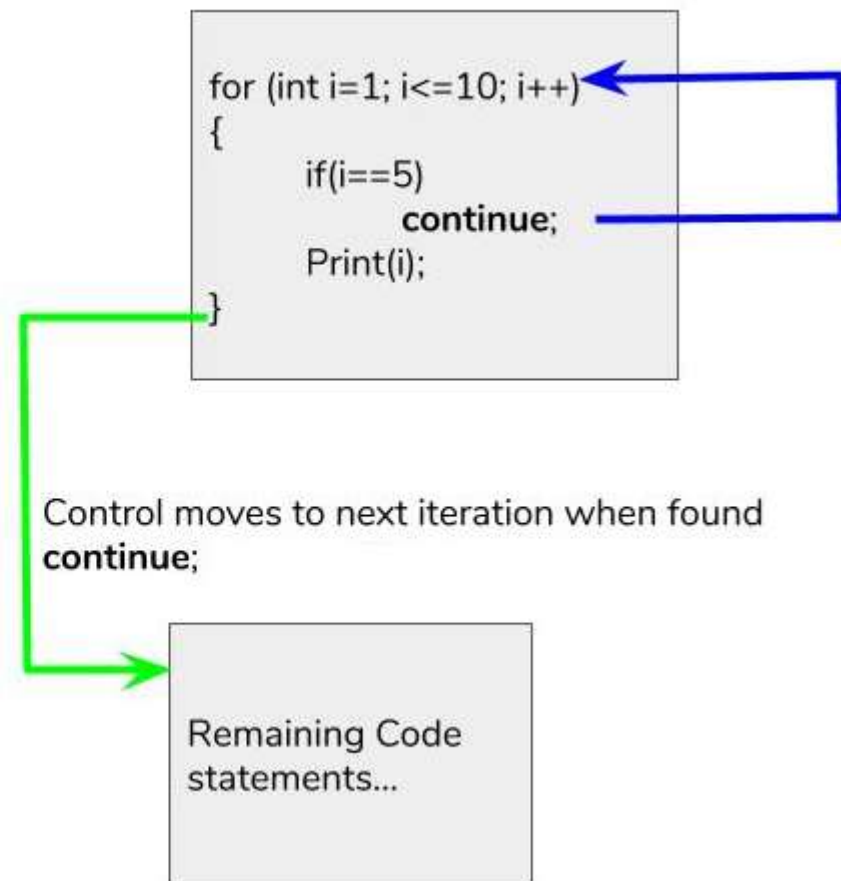 for (int i=1; i<=10; i++)
{
if(i==5)
continue;
Print(i);
}
Control moves to next iteration when found
continue;
Remaining Code
statements...